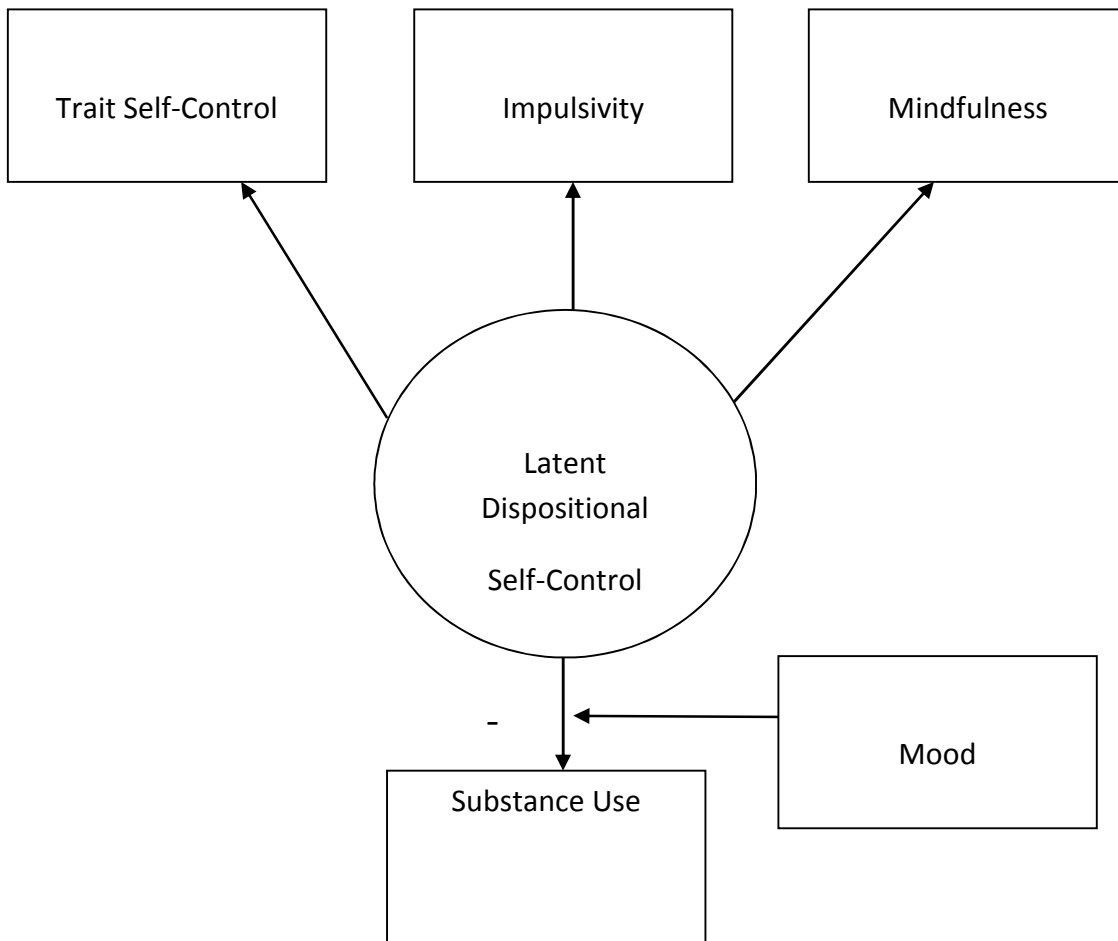 Trait Self-Control
Impulsivity
Mindfulness
Latent
Dispositional
Self-Control
-
Mood
Substance Use